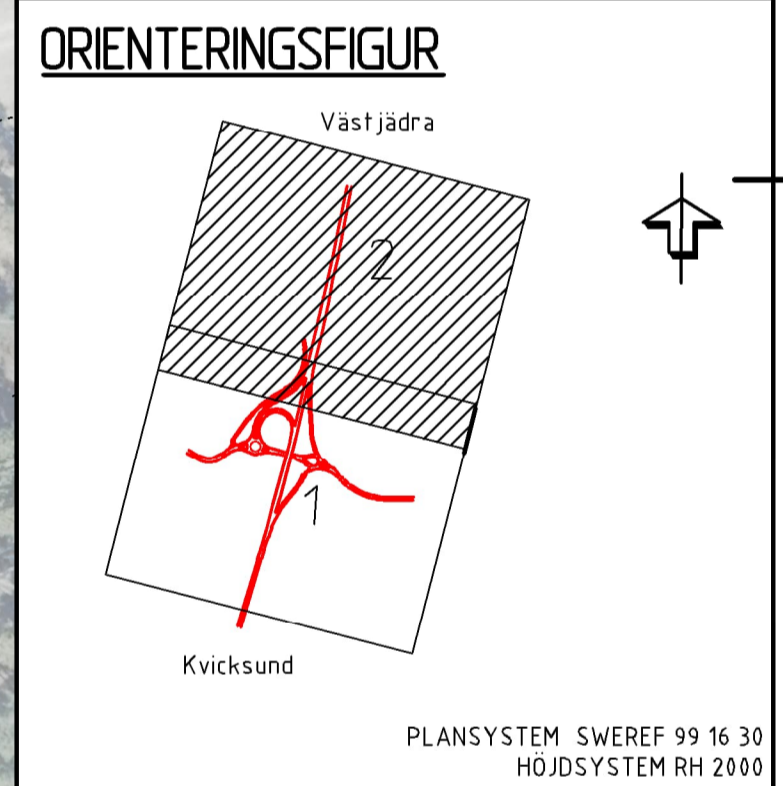 ORIENTERINGSFIGUR
Västjädra
2
1
Kvicksund
PLANSYSTEM SWEREF 99 16 30
HÖJDSYSTEM RH 2000